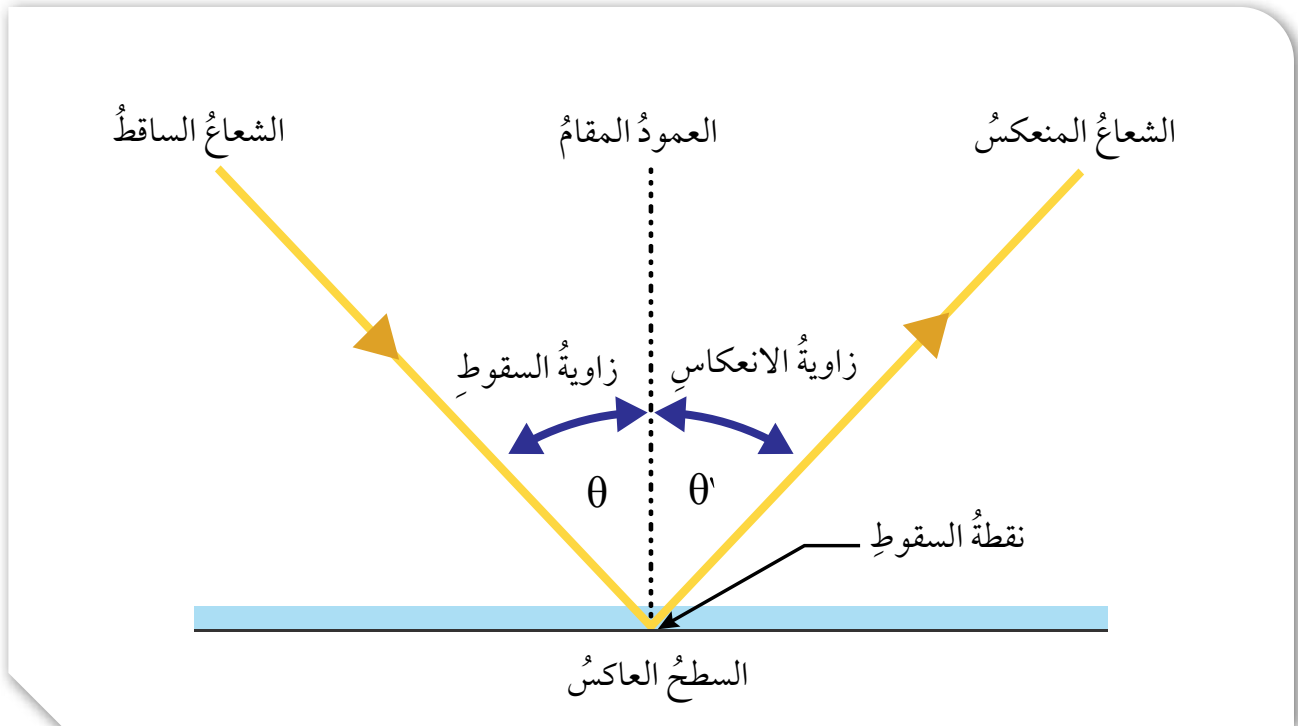 الشعاعُ المنعكسُ
العمودُ المقامُ
الشعاعُ الساقطُ
زاويةُ الانعكاسِ
زاويةُ السقوطِ
θ'
θ
نقطةُ السقوطِ
السطحُ العاكسُ